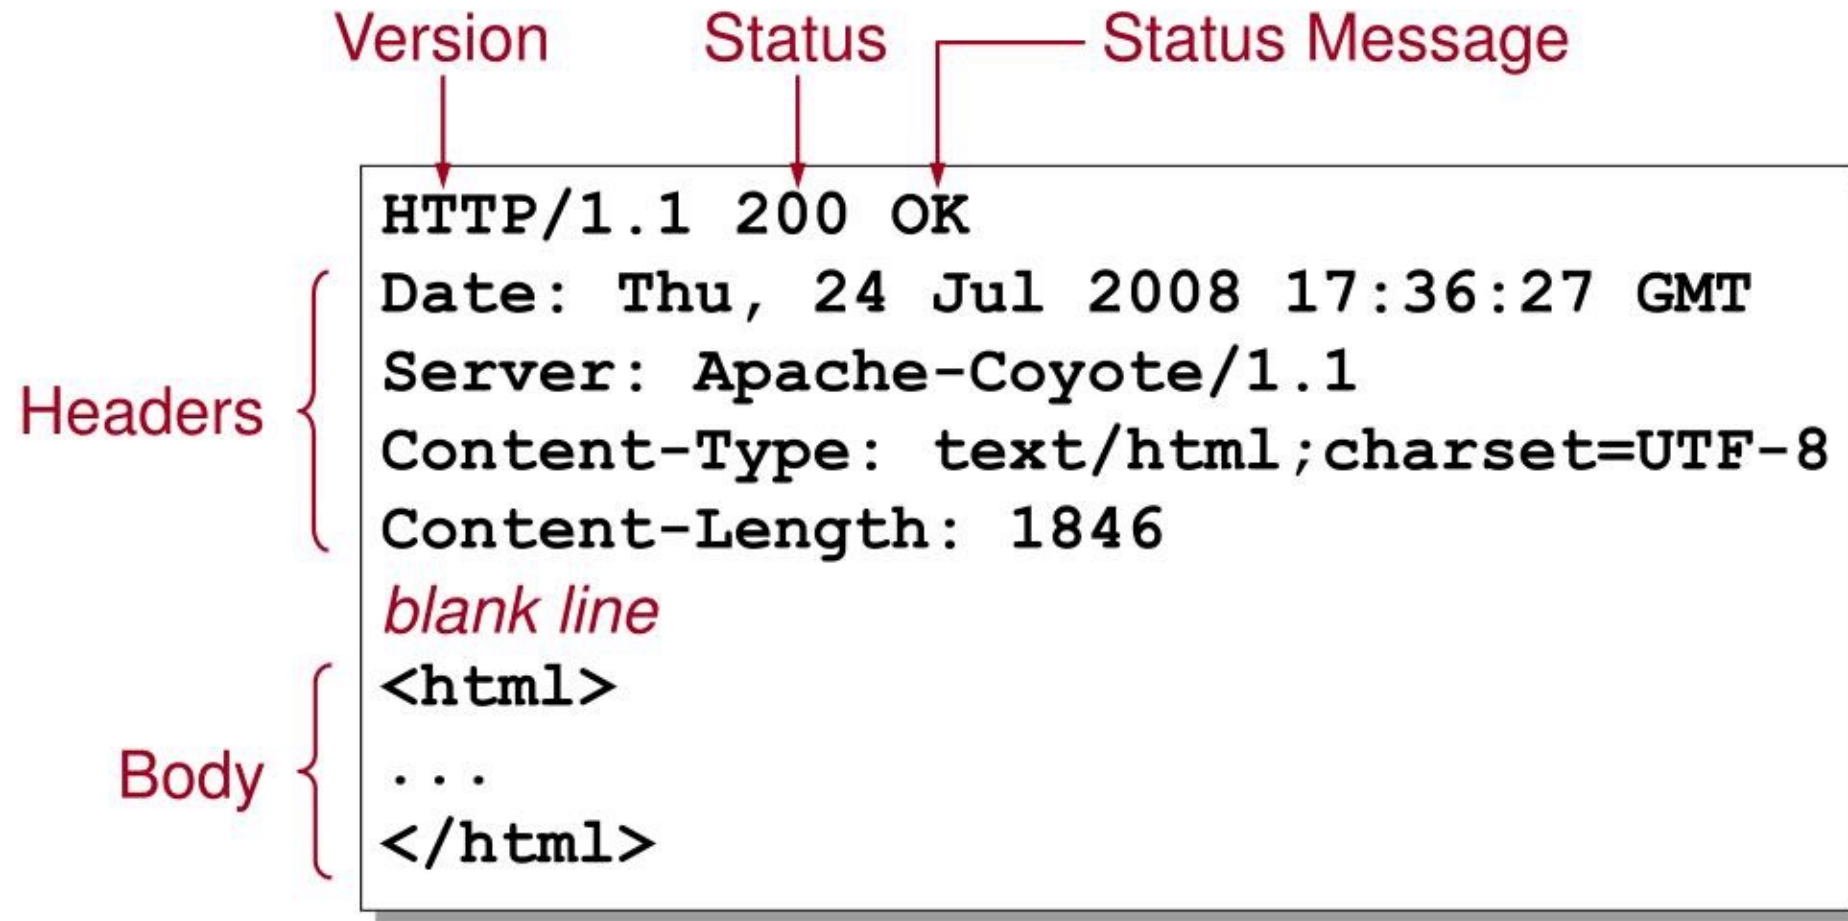 Version Status Status Message
HTTP/1.1 200 OK
Date: Thu, 24 Jul 2008 17:36:27 GMT
Server: Apache-Coyote/1.1
Headers
Content-Type: text/html;charset=UTF-8
Content-Length: 1846
blank line
<html>
Body
...
</html>